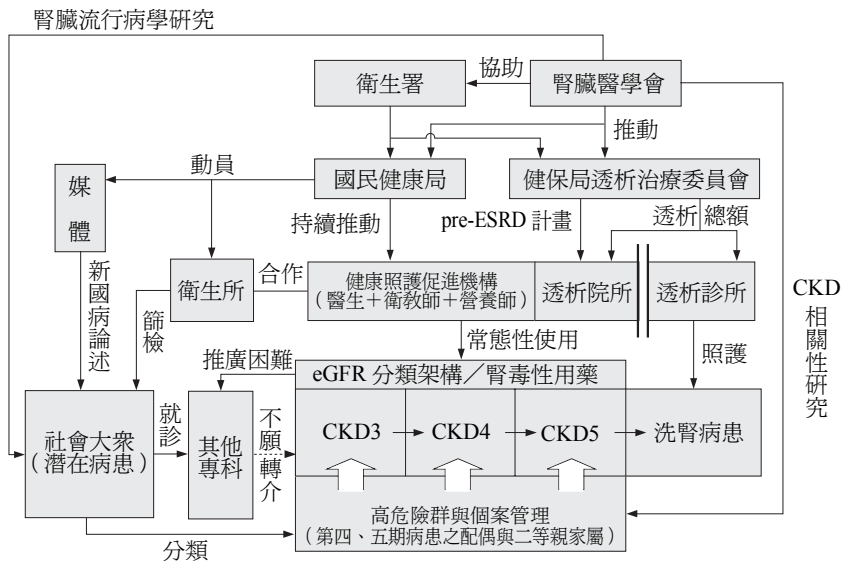 腎臟流行病學研究
衛生署
協助
腎臟醫學會
推動
媒
體
動員
國民健康局
健保局透析治療委員會
持續推動
pre-ESRD 計畫
透析
總額
新國病論述
篩檢
衛生所
合作
健康照護促進機構
（醫生＋衛教師＋營養師）
透析院所
透析診所
CKD
相關性研究
常態性使用
照護
推廣困難
eGFR 分類架構／腎毒性用藥
社會大眾
（潛在病患）
就診
其他
專科
不願
轉介
CKD3
CKD4
CKD5
洗腎病患
高危險群與個案管理
（第四、五期病患之配偶與二等親家屬）
分類